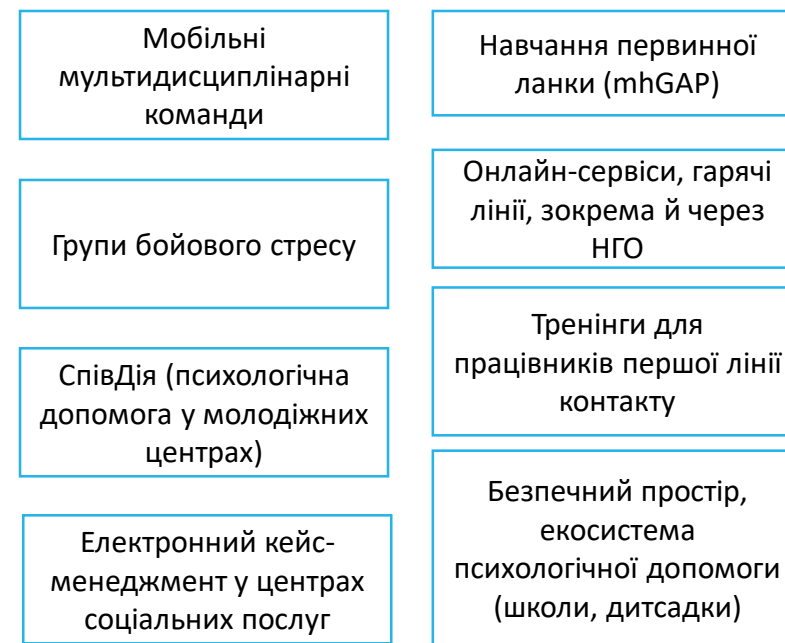 Мобільні
мультидисциплінарні
команди
Навчання первинної
ланки (mhGAP)
Групи бойового стресу
Онлайн-сервіси, гарячі
лінії, зокрема й через
НГО
СпівДія (психологічна
допомога у молодіжних
центрах)
Тренінги для
працівників першої лінії
контакту
Електронний кейс-
менеджмент у центрах
соціальних послуг
Безпечний простір,
екосистема
психологічної допомоги
(школи, дитсадки)